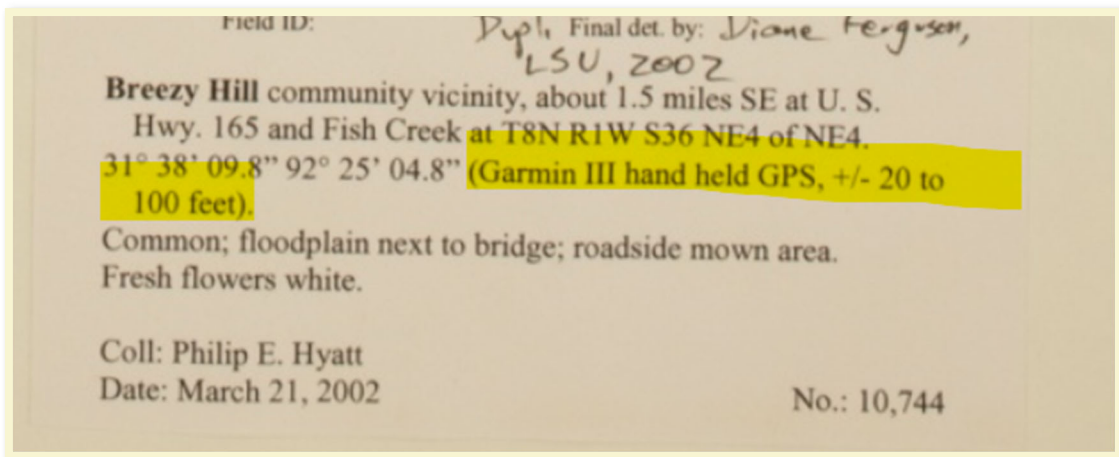 Field ID: Dupl. Final det. by: Diane Ferguson,
LSU, 2002
Breezy Hill community vicinity, about 1.5 miles SE at U. S.
Hwy. 165 and Fish Creek at T8N R1W S36 NE4 of NE4.
31° 38’ 09.8” 92° 25’ 04.8” (Garmin III hand held GPS, +/- 20 to
100 feet).
Common; floodplain next to bridge; roadside mown area.
Fresh flowers white.
Coll: Philip E. Hyatt
Date: March 21, 2002 No.: 10,744